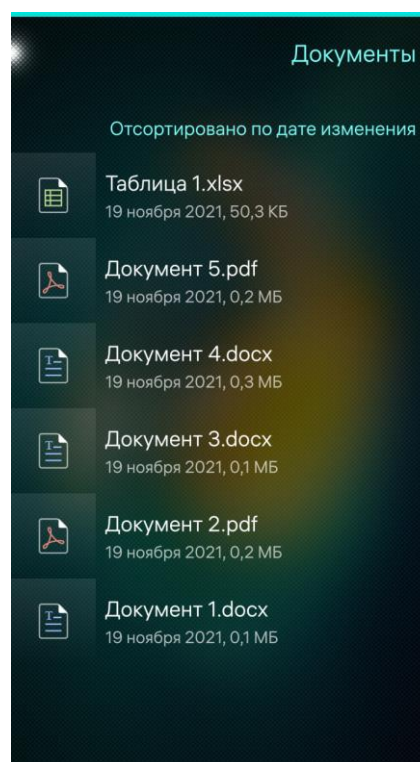 Документы
Отсортировано по дате изменения
Таблица 1.xlsx
19 ноября 2021, 50,3 КБ
Документ 5.pdf
19 ноября 2021, 0,2 МБ
Документ 4.docx
19 ноября 2021, 0,3 МБ
Документ 3.docx
19 ноября 2021, 0,1 МБ
Документ 2.pdf
19 ноября 2021, 0,2 МБ
Документ 1.docx
19 ноября 2021, 0,1 МБ